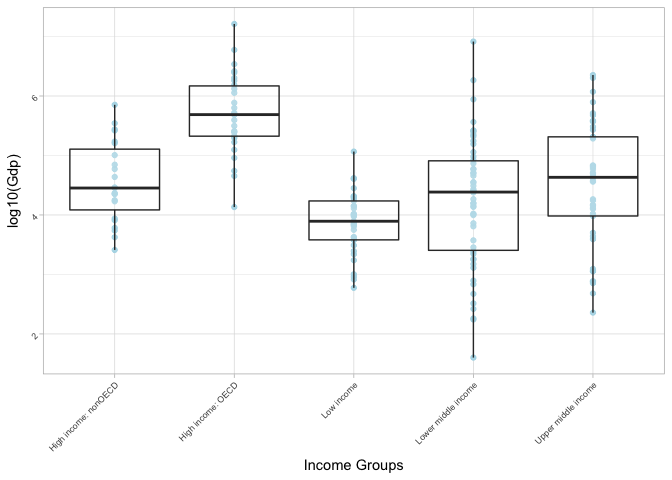 log10(Gdp)
6
4
2
High income: nonOECD
High income: OECD
Low income
Lower middle income
Upper middle income
Income Groups